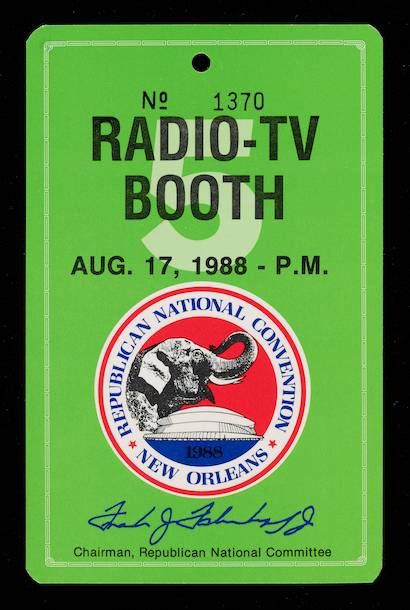 Nº 1370
5
RADIO-TV
BOOTH
AUG. 17, 1988 - P.M.
REPUBLICAN NATIONAL CONVENTION
1988
★ NEW ORLEANS ★
Chairman, Republican National Committee